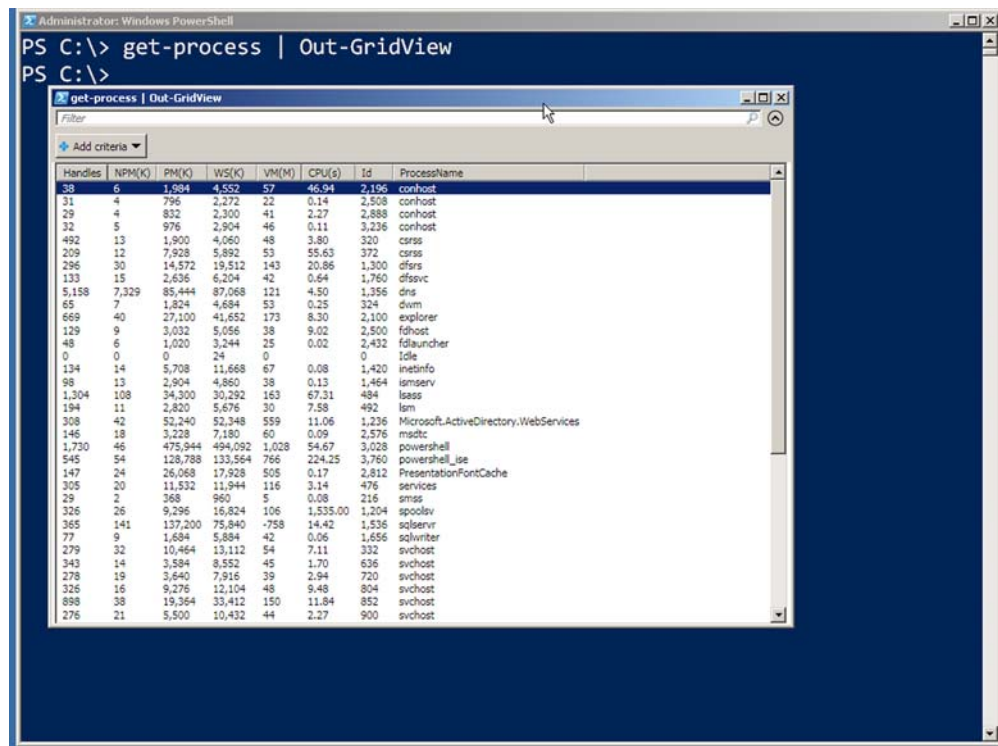 Administrator: Windows PowerShell
PS C:\> get-process | Out-GridView
PS C:\>
get-process | Out-GridView
Filter
Add criteria
Handles NPM(K) PM(K) WS(K) VM(M) CPU(s) Id ProcessName
38 6 1,984 4,552 57 46.94 2,196 conhost
31 4 796 2,272 22 0.14 2,508 conhost
29 4 832 2,300 41 2.27 2,888 conhost
32 5 976 2,904 46 0.11 3,236 conhost
492 13 1,900 4,060 48 3.80 320 csrss
209 12 7,928 5,892 53 55.63 372 csrss
296 30 14,572 19,512 143 20.86 1,300 dfsrs
133 15 2,636 6,204 42 0.64 1,760 dfssvc
5,158 7,329 85,444 87,068 121 4.50 1,356 dns
65 7 1,824 4,684 53 0.25 324 dwm
669 40 27,100 41,652 173 8.30 2,100 explorer
129 9 3,032 5,056 38 9.02 2,500 fdhost
48 6 1,020 3,244 25 0.02 2,432 fdlauncher
0 0 0 24 0 0 Idle
134 14 5,708 11,668 67 0.08 1,420 inetinfo
98 13 2,904 4,860 38 0.13 1,464 ismserv
1,304 108 34,300 30,292 163 67.31 484 lsass
194 11 2,820 5,676 30 7.58 492 lsm
308 42 52,240 52,348 559 11.06 1,236 Microsoft.ActiveDirectory.WebServices
146 18 3,228 7,180 60 0.09 2,576 msdtc
1,730 46 475,944 494,092 1,028 54.67 3,028 powershell
545 54 128,788 133,564 766 224.25 3,760 powershell_ise
147 24 26,068 17,928 505 0.17 2,812 PresentationFontCache
305 20 11,532 11,944 116 3.14 476 services
29 2 368 960 5 0.08 216 smss
326 26 9,296 16,824 106 1,535.00 1,204 spoolsv
365 141 137,200 75,840 -758 14.42 1,536 sqlservr
77 9 1,684 5,884 42 0.06 1,656 sqlwriter
279 32 10,464 13,112 54 7.11 332 svchost
343 14 3,584 8,552 45 1.70 636 svchost
278 19 3,640 7,916 39 2.94 720 svchost
326 16 9,276 12,104 48 9.48 804 svchost
898 38 19,364 33,412 150 11.84 852 svchost
276 21 5,500 10,432 44 2.27 900 svchost